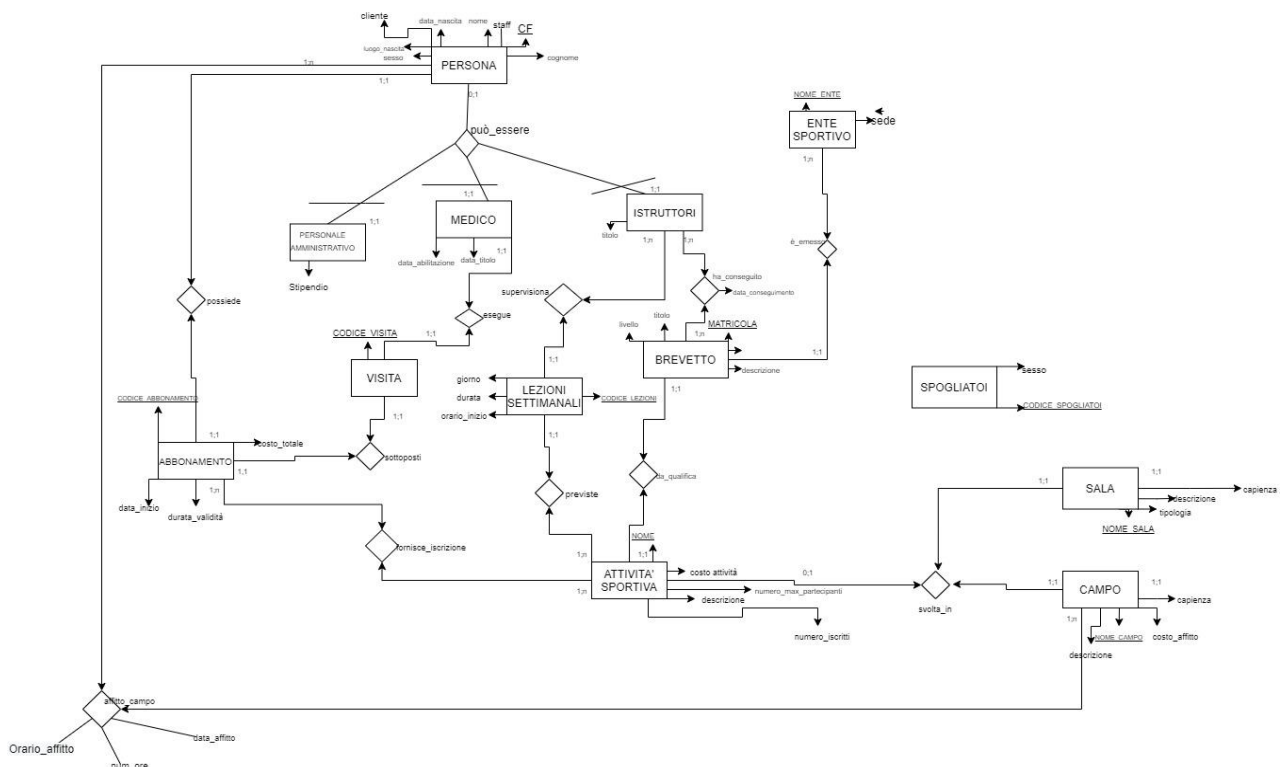 cliente
data_nascita
nome
staff
CF
luogo_nascita
sesso
PERSONA
cognome
1;n
1;1
0;1
può_essere
NOME_ENTE
ENTE
SPORTIVO
sede
1;n
1;1
1;1
1;1
PERSONALE
AMMINISTRATIVO
MEDICO
ISTRUTTORI
titolo
1;1
1;n
1;n
data_abilitazione
data_titolo
Stipendio
è_emesso
possiede
supervisiona
ha_conseguito
data_conseguimento
esegue
CODICE_VISITA
1;1
livello
titolo
1;n
MATRICOLA
BREVETTO
1;1
descrizione
VISITA
1;1
giorno
durata
orario_inizio
LEZIONI
SETTIMANALI
CODICE_LEZIONI
1;1
SPOGLIATOI
sesso
CODICE_SPOGLIATOI
CODICE_ABBONAMENTO
1;1
1;1
1;1
costo_totale
ABBONAMENTO
1;1
1;n
sottoposti
data_inizio
durata_validità
previste
da_qualifica
1;1
SALA
1;1
capienza
descrizione
tipologia
NOME_SALA
fornisce_iscrizione
NOME
1;n
1;1
ATTIVITA'
SPORTIVA
1;n
costo attività
numero_max_partecipanti
descrizione
numero_iscritti
0;1
svolta_in
1;1
CAMPO
1;1
capienza
1;n
NOME_CAMPO
costo_affitto
descrizione
affitto_campo
Orario_affitto
data_affitto
num_ore